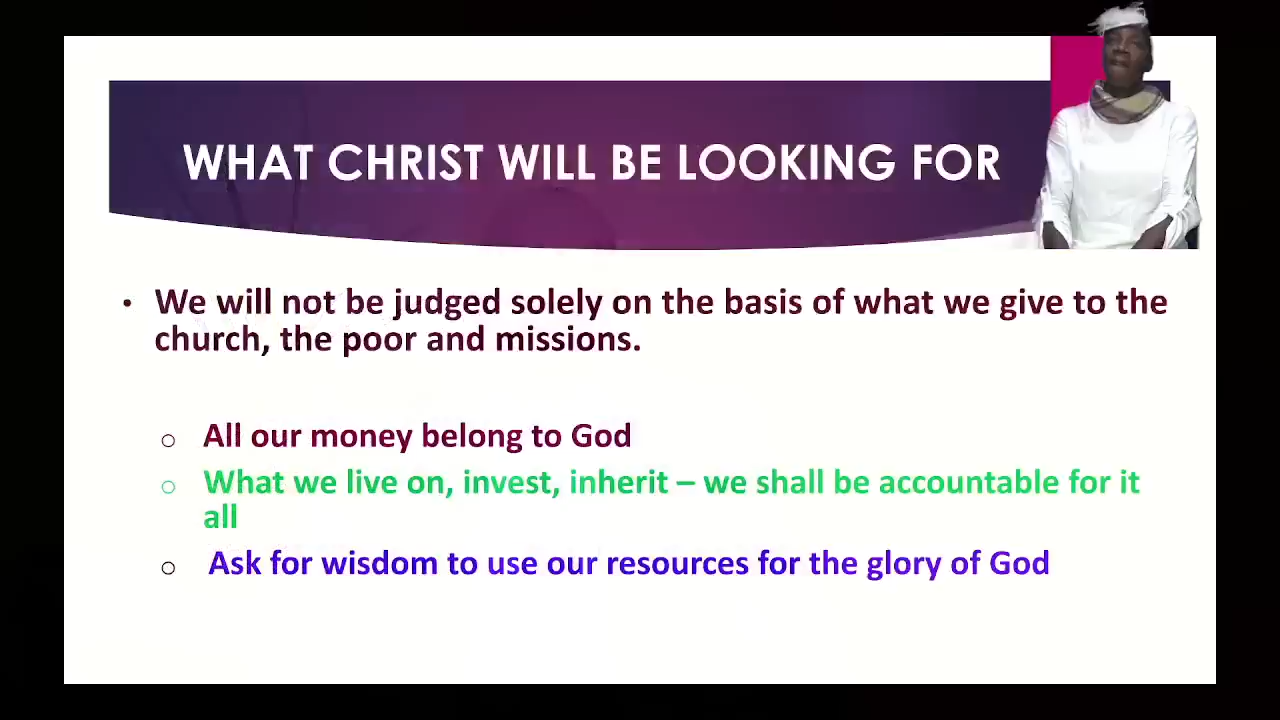 WHAT CHRIST WILL BE LOOKING FOR
• We will not be judged solely on the basis of what we give to the
church, the poor and missions.
o All our money belong to God
o What we live on, invest, inherit – we shall be accountable for it
all
o Ask for wisdom to use our resources for the glory of God